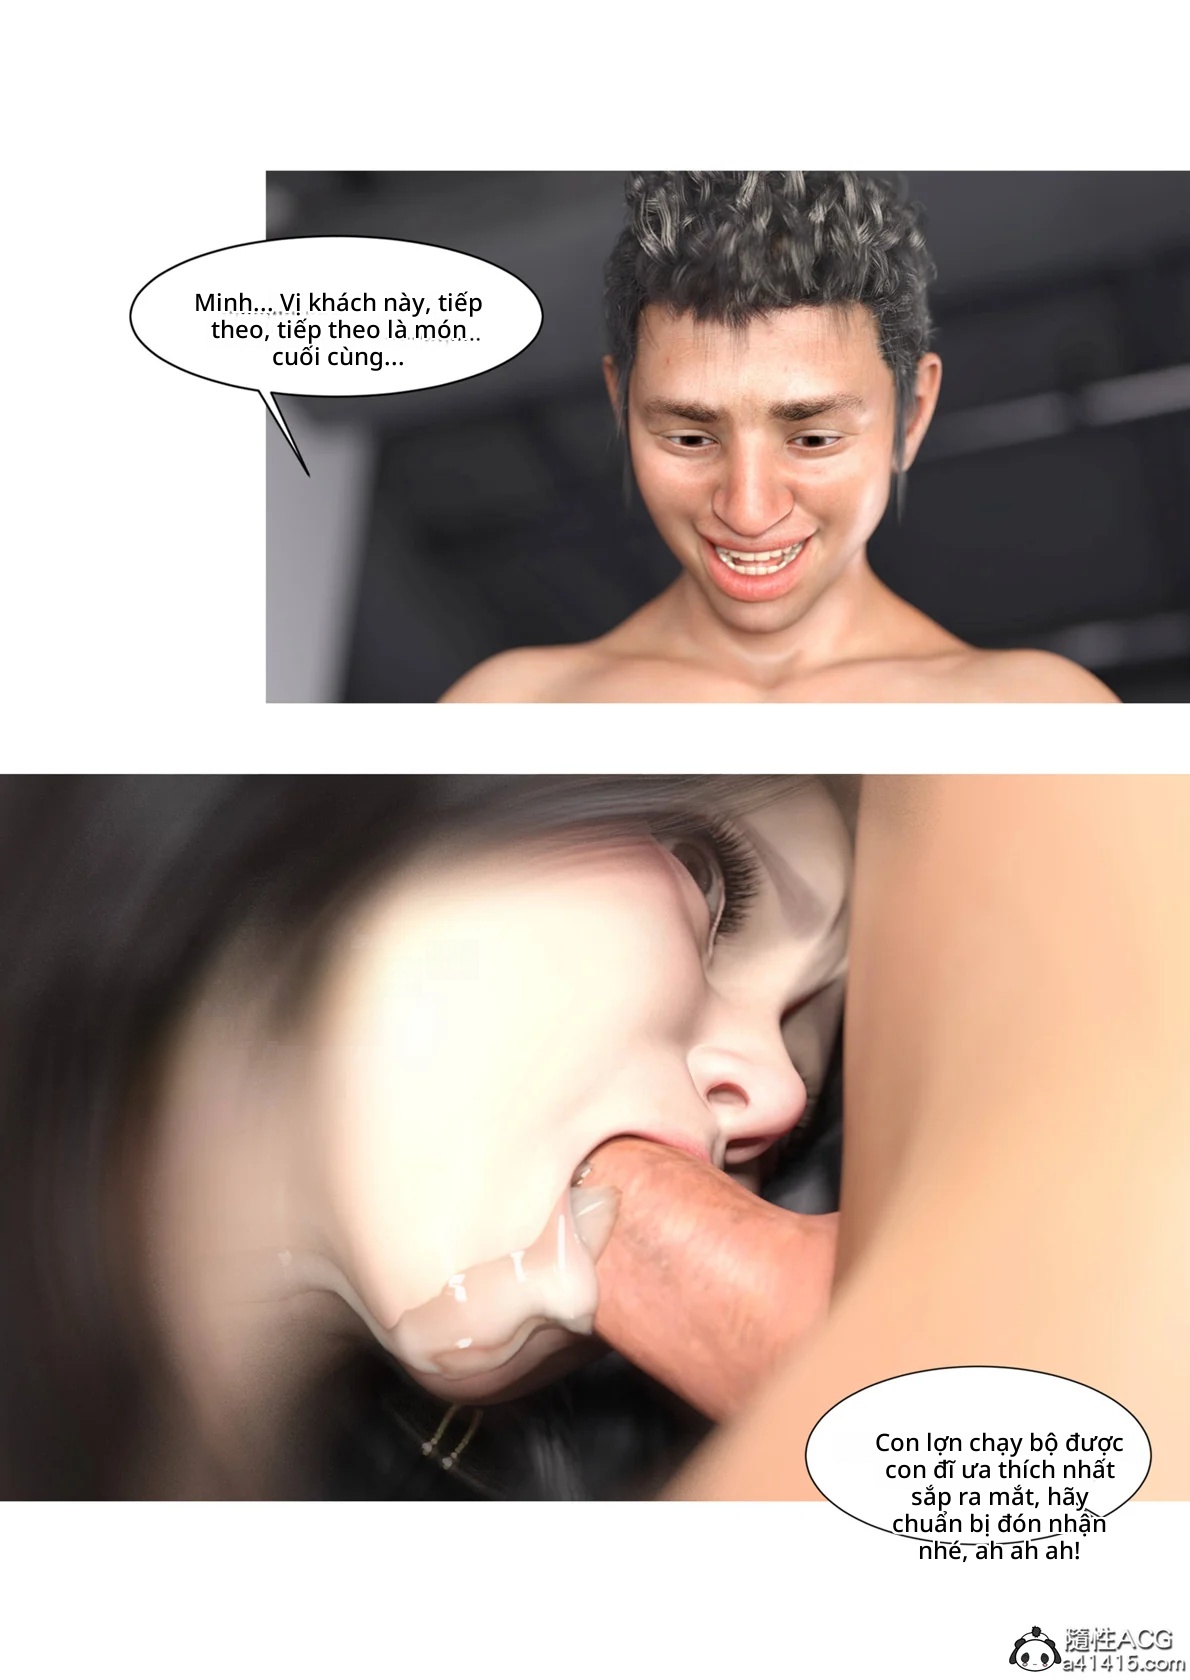 Minh... Vị khách này, tiếp
theo, tiếp theo là món
cuối cùng...
Con lợn chạy bộ được
con đĩ ưa thích nhất
sắp ra mắt, hãy
chuẩn bị đón nhận
nhé, ah ah ah!
隨性ACG
a41415.com